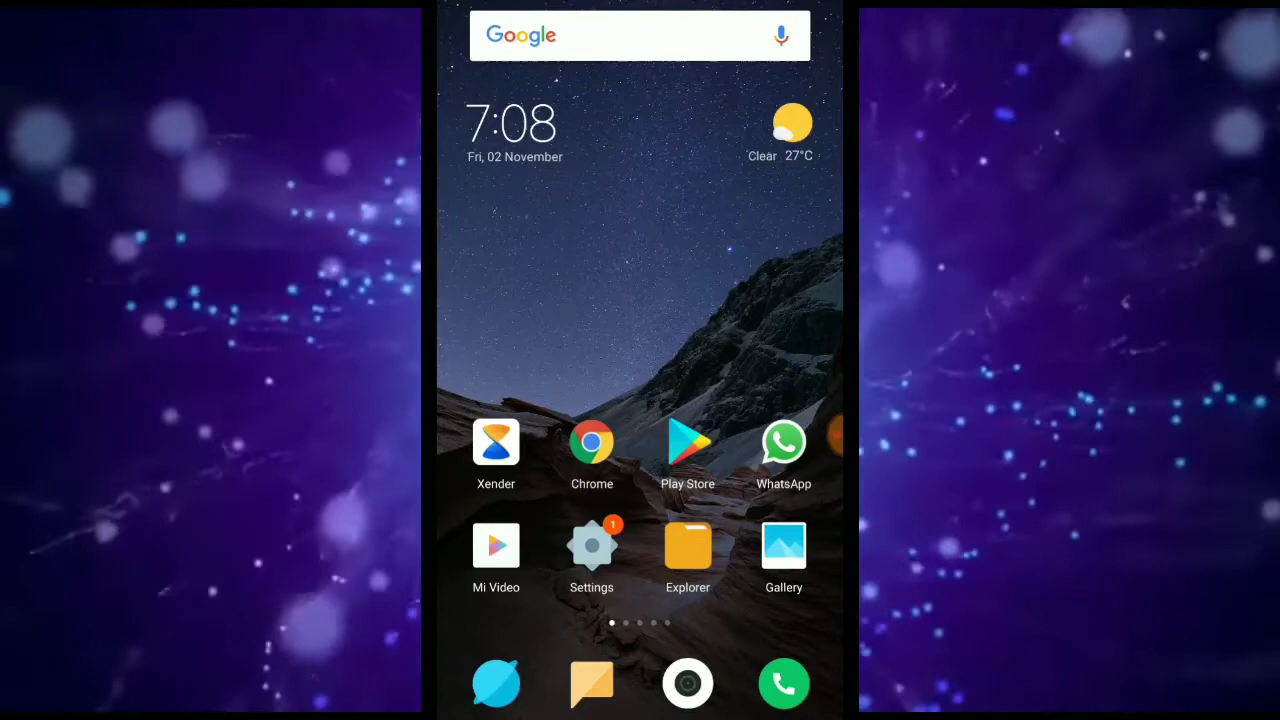 Google
7:08
Fri, 02 November
Clear 27°C
Xender
Chrome
Play Store
WhatsApp
1
Mi Video
Settings
Explorer
Gallery